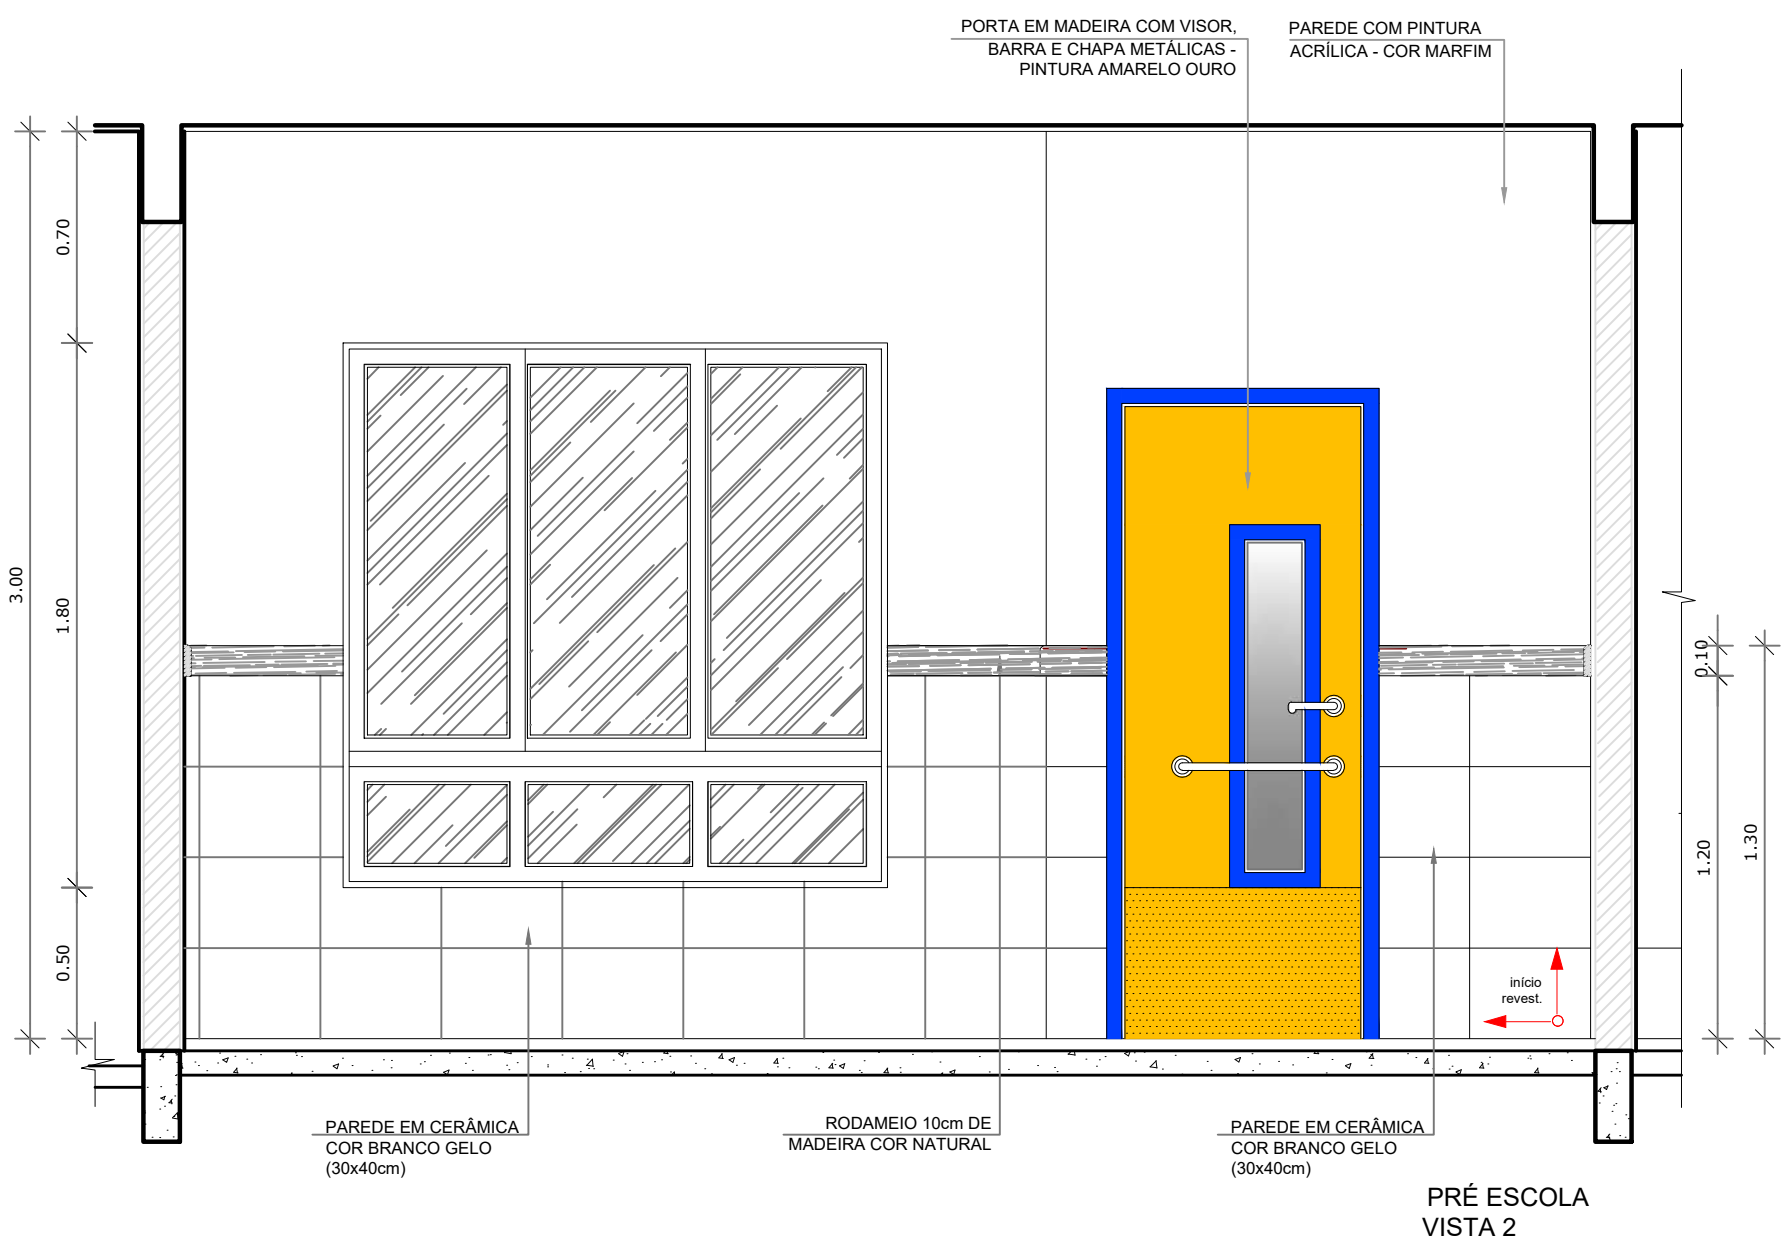 PORTA EM MADEIRA COM VISOR,
BARRA E CHAPA METÁLICAS -
PINTURA AMARELO OURO
PAREDE COM PINTURA
ACRÍLICA - COR MARFIM
3.00
0.70
1.80
0.50
0.10
1.20
1.30
início
revest.
PAREDE EM CERÂMICA
COR BRANCO GELO
(30x40cm)
RODAMEIO 10cm DE
MADEIRA COR NATURAL
PAREDE EM CERÂMICA
COR BRANCO GELO
(30x40cm)
PRÉ ESCOLA
VISTA 2